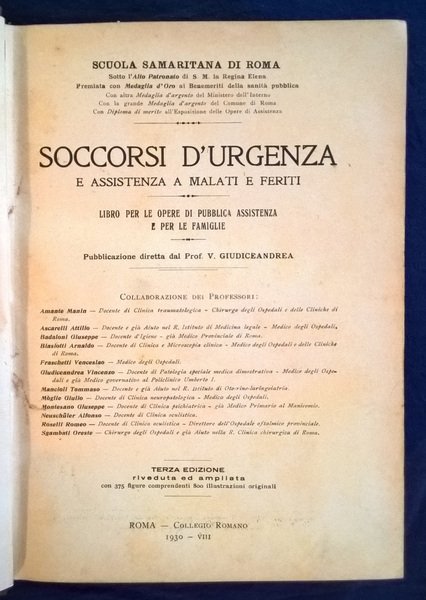 SCUOLA SAMARITANA DI ROMA
Sotto l'Alto Patronaio di S. M. la Regina Elena
Premiata con Medaglia d'Oro ai Benemeriti della sanità pubblica
Con altra Medaglia d'argento del Ministero dell'Interno
Con la grande Medaglia d'argento del Comune di Roma
Con Diploma di merito all'Esposizione delle Opere di Assistenza
SOCCORSI D'URGENZA
E ASSISTENZA A MALATI E FERITI
LIBRO PER LE OPERE DI PUBBLICA ASSISTENZA
E PER LE FAMIGLIE
Pubblicazione diretta dal Prof. V. GIUDICEANDREA
COLLABORAZIONE DEI PROFESSORI:
Amante Manin — Docente di Clinica traumatologica - Chirurgo degli Ospedali e delle Cliniche di
Roma.
Ascarelli Attilio — Docente e già Aiuto nel R. Istituto di Medicina legale - Medico degli Ospedali.
Badaloni Giuseppe — Docente d'Igiene - già Medico Provinciale di Roma.
Biasiotti Arnaldo — Docente di Clinica e Microscopia clinica - Medico degli Ospedali e delle Cliniche
di Roma.
Fraschetti Venceslao — Medico degli Ospedali.
Giudiceandrea Vincenzo — Docente di Patologia speciale medica dimostrativa - Medico degli Ospe-
dali e già Medico governativo al Policlinico Umberto I.
Mancioli Tommaso — Docente e già Aiuto nel R. Istituto di Oto-rino-laringoiatria.
Mòglie Giulio — Docente di Clinica neuropatologica - Medico degli Ospedali.
Montesano Giuseppe — Docente di Clinica psichiatrica - già Medico Primario al Manicomio.
Neuschüler Alfonso — Docente di Clinica oculistica.
Roselli Romeo — Docente di Clinica oculistica - Direttore dell'Ospedale oftalmico provinciale.
Sgambati Oreste — Chirurgo degli Ospedali e già Aiuto nella R. Clinica chirurgica di Roma.
TERZA EDIZIONE
riveduta ed ampliata
con 375 figure comprendenti 800 illustrazioni originali
ROMA — COLLEGIO ROMANO
1930 - VIII